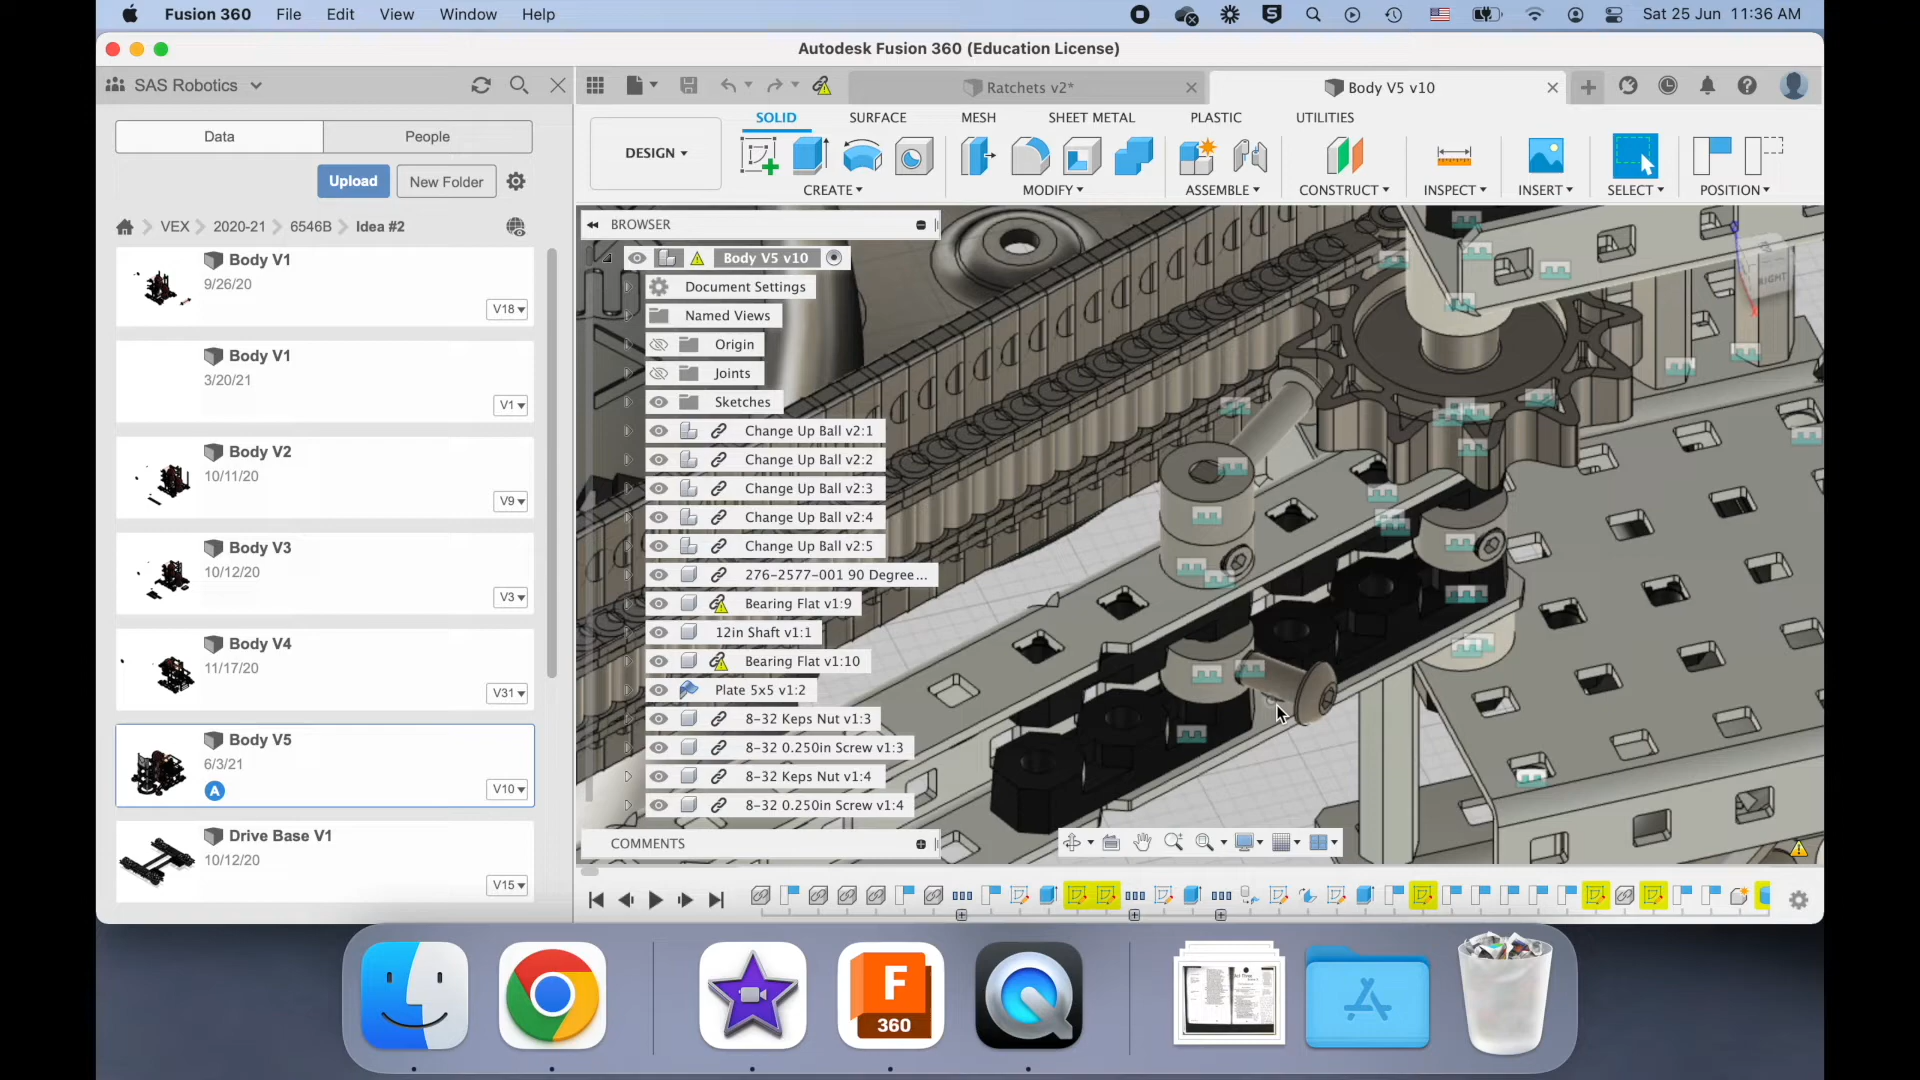 Fusion 360 File Edit View Window Help
Sat 25 Jun 11:36 AM
Autodesk Fusion 360 (Education License)
SAS Robotics
Ratchets v2*
Body V5 v10
Data People
Upload New Folder
VEX 2020-21 6546B Idea #2
Body V1
9/26/20
V18
Body V1
3/20/21
V1
Body V2
10/11/20
V9
Body V3
10/12/20
V3
Body V4
11/17/20
V31
Body V5
6/3/21
A
V10
Drive Base V1
10/12/20
V15
DESIGN
SOLID SURFACE MESH SHEET METAL PLASTIC UTILITIES
CREATE MODIFY ASSEMBLE CONSTRUCT INSPECT INSERT SELECT POSITION
BROWSER
Body V5 v10
Document Settings
Named Views
Origin
Joints
Sketches
Change Up Ball v2:1
Change Up Ball v2:2
Change Up Ball v2:3
Change Up Ball v2:4
Change Up Ball v2:5
276-2577-001 90 Degree...
Bearing Flat v1:9
12in Shaft v1:1
Bearing Flat v1:10
Plate 5x5 v1:2
8-32 Keps Nut v1:3
8-32 0.250in Screw v1:3
8-32 Keps Nut v1:4
8-32 0.250in Screw v1:4
COMMENTS
RIGHT
F
360